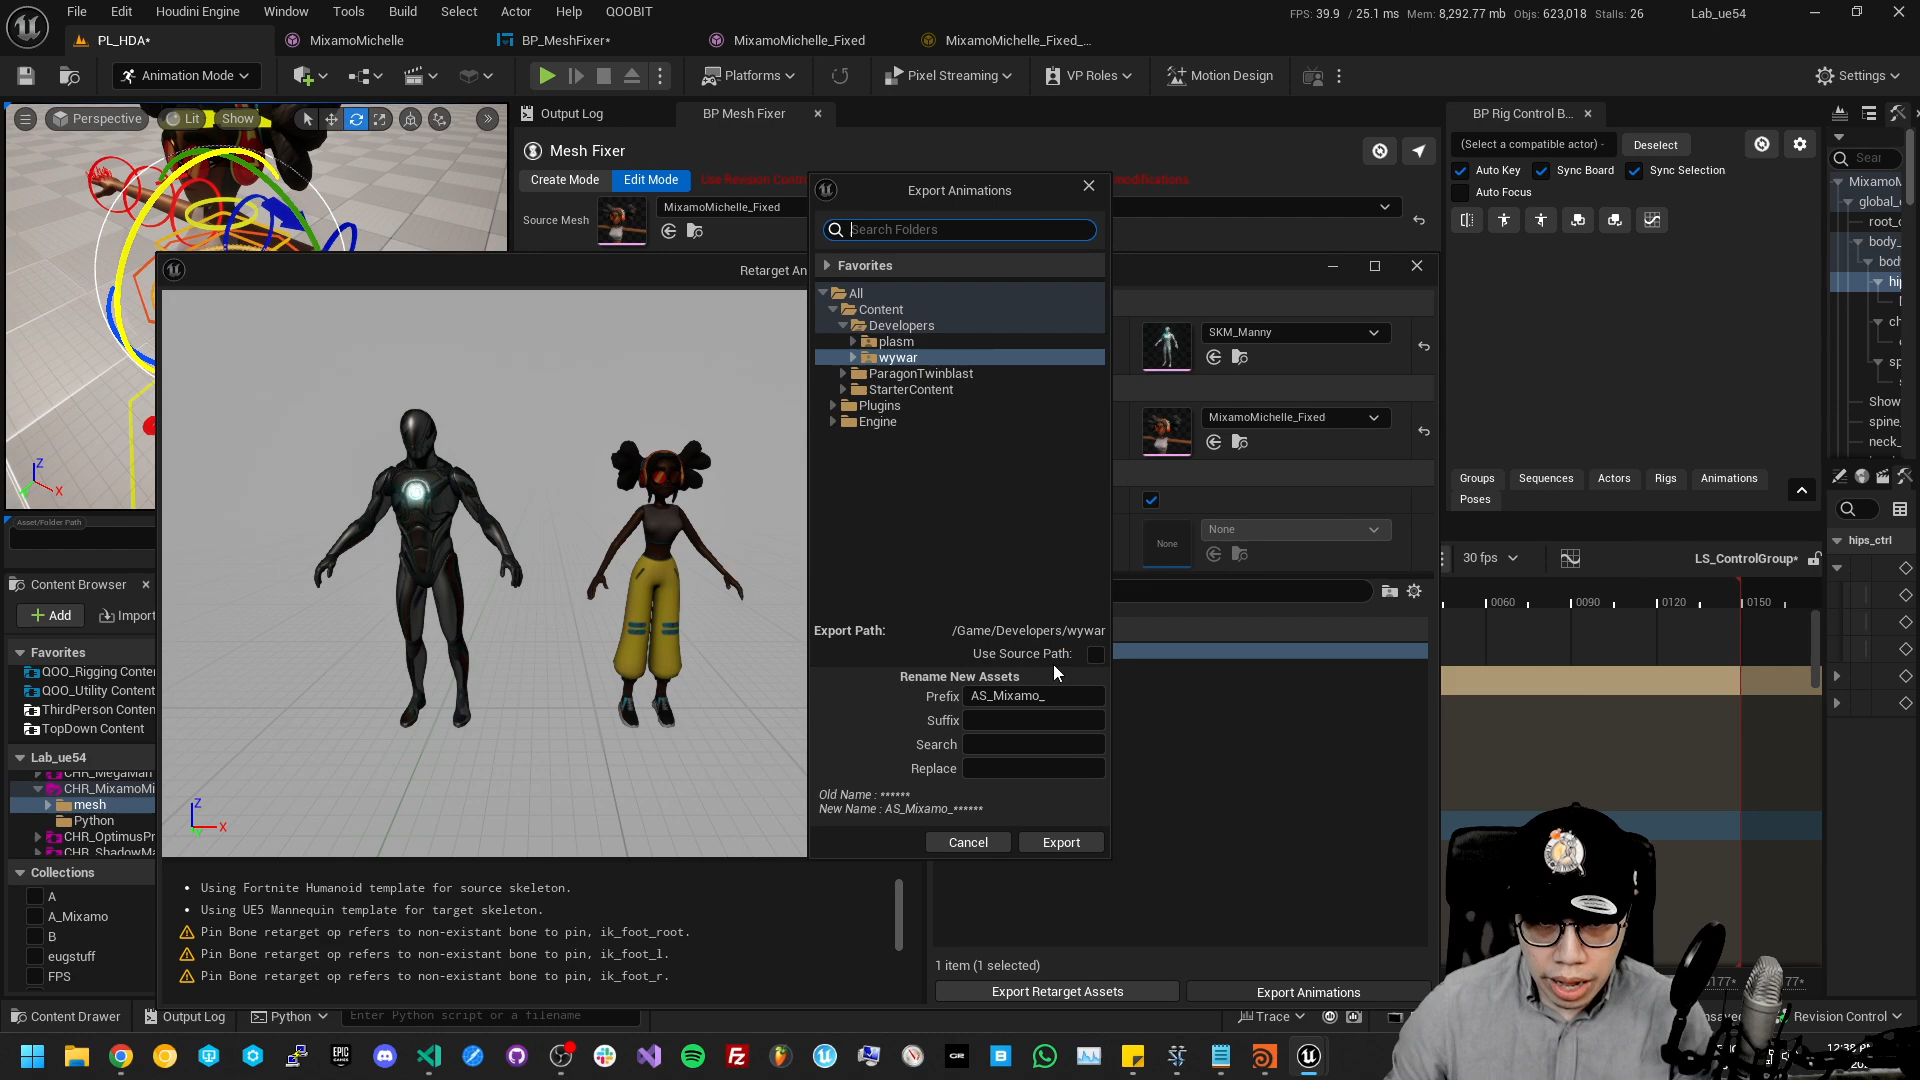 File Edit Houdini Engine Window Tools Build Select Actor Help QOOBIT
FPS: 39.9 / 25.1 ms Mem: 8,292.77 mb Objs: 623,018 Stalls: 26 Lab_ue54
PL_HDA* MixamoMichelle BP_MeshFixer* MixamoMichelle_Fixed MixamoMichelle_Fixed_...
Animation Mode Platforms Pixel Streaming VP Roles Motion Design Settings
Perspective Lit Show
Output Log BP Mesh Fixer
BP Rig Control B...
Mesh Fixer
(Select a compatible actor) - Deselect
Sear
Create Mode Edit Mode Use Revision Contr
modifications
Auto Key Sync Board Sync Selection
Auto Focus
Source Mesh MixamoMichelle_Fixed
Export Animations
Search Folders
Favorites
All
Content
Developers
plasm
wywar
ParagonTwinblast
StarterContent
Plugins
Engine
Export Path: /Game/Developers/wywar
Use Source Path:
Rename New Assets
Prefix AS_Mixamo_
Suffix
Search
Replace
Old Name : ******
New Name : AS_Mixamo_******
Cancel Export
Retarget An
SKM_Manny
MixamoMichelle_Fixed
None
None
MixamoM
global_
root_c
body_
bod
hi
ch
sp
Show
spine_
neck_
Groups Sequences Actors Rigs Animations
Poses
hips_ctrl
30 fps
LS_ControlGroup*
0060 0090 0120 0150
Z
X
Asset/Folder Path
Content Browser
Add Import
Favorites
QOO_Rigging Conter
QOO_Utility Content
ThirdPerson Conten
TopDown Content
Lab_ue54
CHR_MegaMan
CHR_MixamoMi
mesh
Python
CHR_OptimusPr
CHR_ShadowMa
Collections
A
A_Mixamo
B
eugstuff
FPS
Z
X
Using Fortnite Humanoid template for source skeleton.
Using UE5 Mannequin template for target skeleton.
Pin Bone retarget op refers to non-existant bone to pin, ik_foot_root.
Pin Bone retarget op refers to non-existant bone to pin, ik_foot_l.
Pin Bone retarget op refers to non-existant bone to pin, ik_foot_r.
1 item (1 selected)
Export Retarget Assets Export Animations
177* 77*
Content Drawer Output Log Python Enter Python script or a filename
Trace
Revision Control
EPIC GAMES
12:38